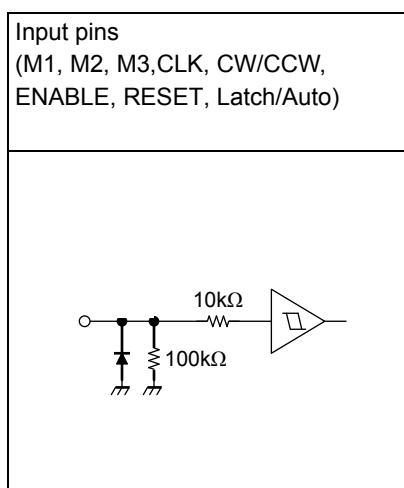 Input pins
(M1, M2, M3,CLK, CW/CCW,
ENABLE, RESET, Latch/Auto)
10kΩ
100kΩ